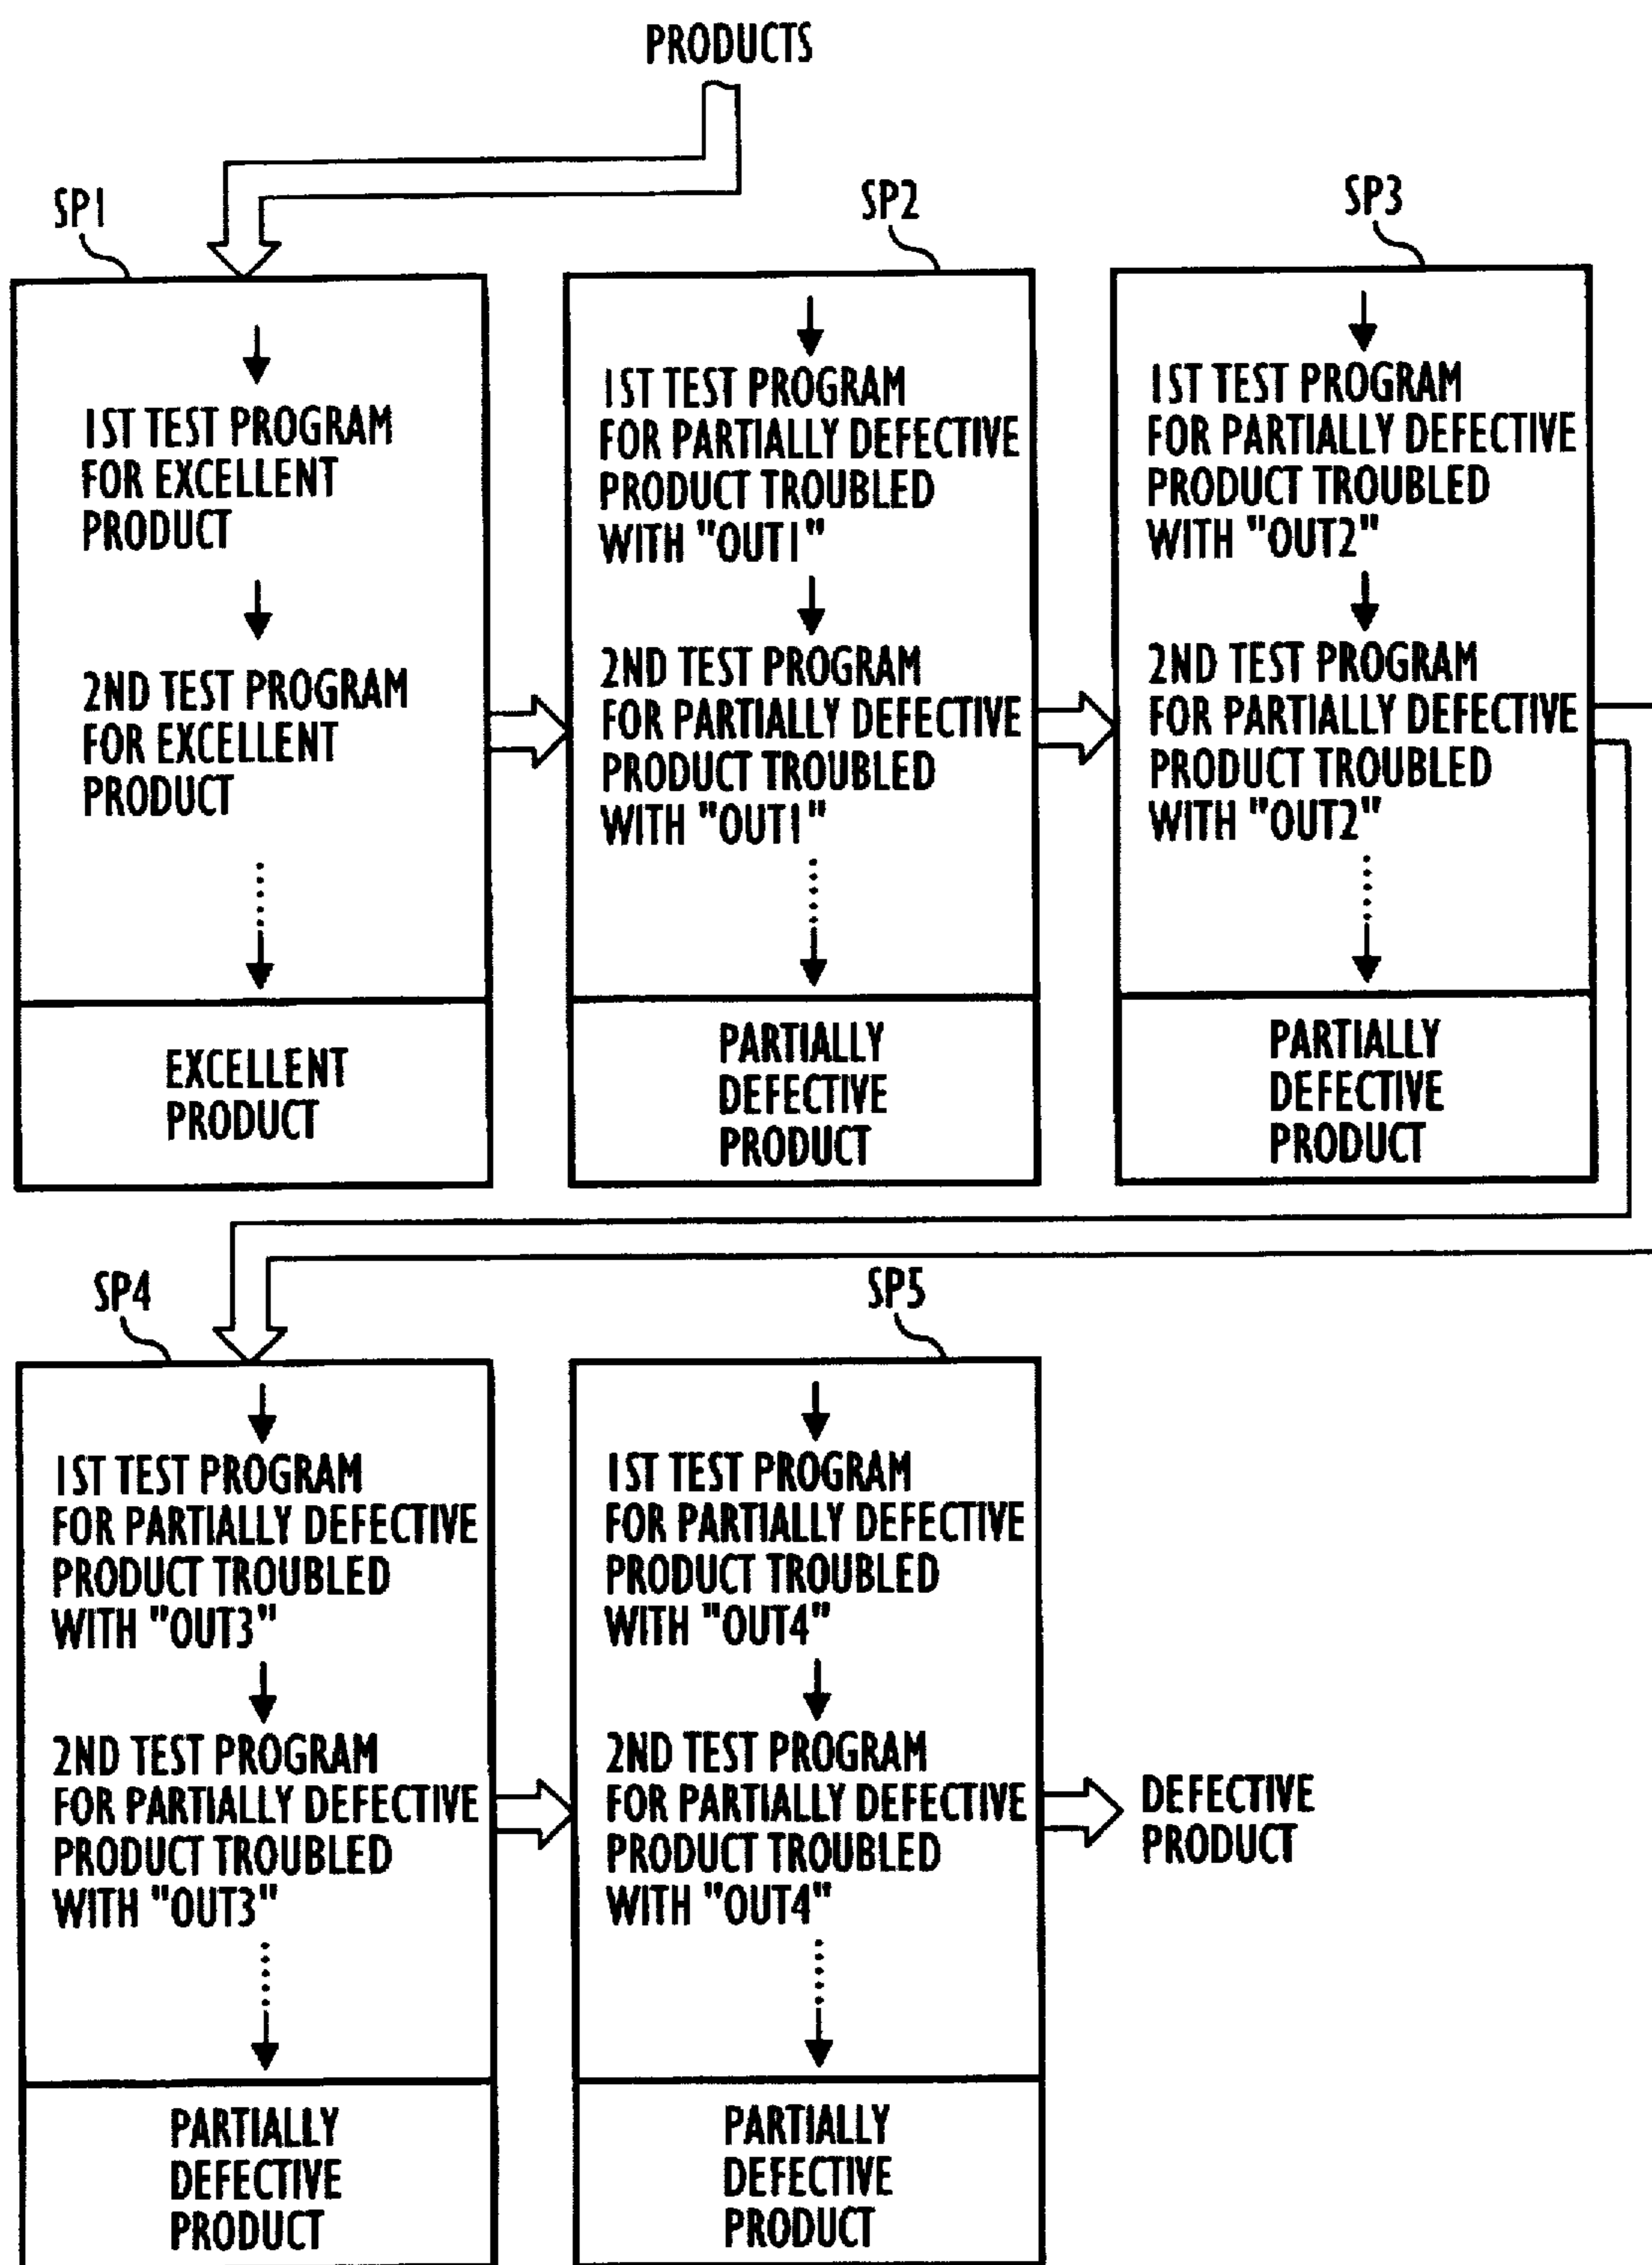 PRODUCTS
SP1
1ST TEST PROGRAM
FOR EXCELLENT
PRODUCT
2ND TEST PROGRAM
FOR EXCELLENT
PRODUCT
EXCELLENT
PRODUCT
SP2
1ST TEST PROGRAM
FOR PARTIALLY DEFECTIVE
PRODUCT TROUBLED
WITH "OUT1"
2ND TEST PROGRAM
FOR PARTIALLY DEFECTIVE
PRODUCT TROUBLED
WITH "OUT1"
PARTIALLY
DEFECTIVE
PRODUCT
SP3
1ST TEST PROGRAM
FOR PARTIALLY DEFECTIVE
PRODUCT TROUBLED
WITH "OUT2"
2ND TEST PROGRAM
FOR PARTIALLY DEFECTIVE
PRODUCT TROUBLED
WITH "OUT2"
PARTIALLY
DEFECTIVE
PRODUCT
SP4
1ST TEST PROGRAM
FOR PARTIALLY DEFECTIVE
PRODUCT TROUBLED
WITH "OUT3"
2ND TEST PROGRAM
FOR PARTIALLY DEFECTIVE
PRODUCT TROUBLED
WITH "OUT3"
PARTIALLY
DEFECTIVE
PRODUCT
SP5
1ST TEST PROGRAM
FOR PARTIALLY DEFECTIVE
PRODUCT TROUBLED
WITH "OUT4"
2ND TEST PROGRAM
FOR PARTIALLY DEFECTIVE
PRODUCT TROUBLED
WITH "OUT4"
PARTIALLY
DEFECTIVE
PRODUCT
DEFECTIVE
PRODUCT